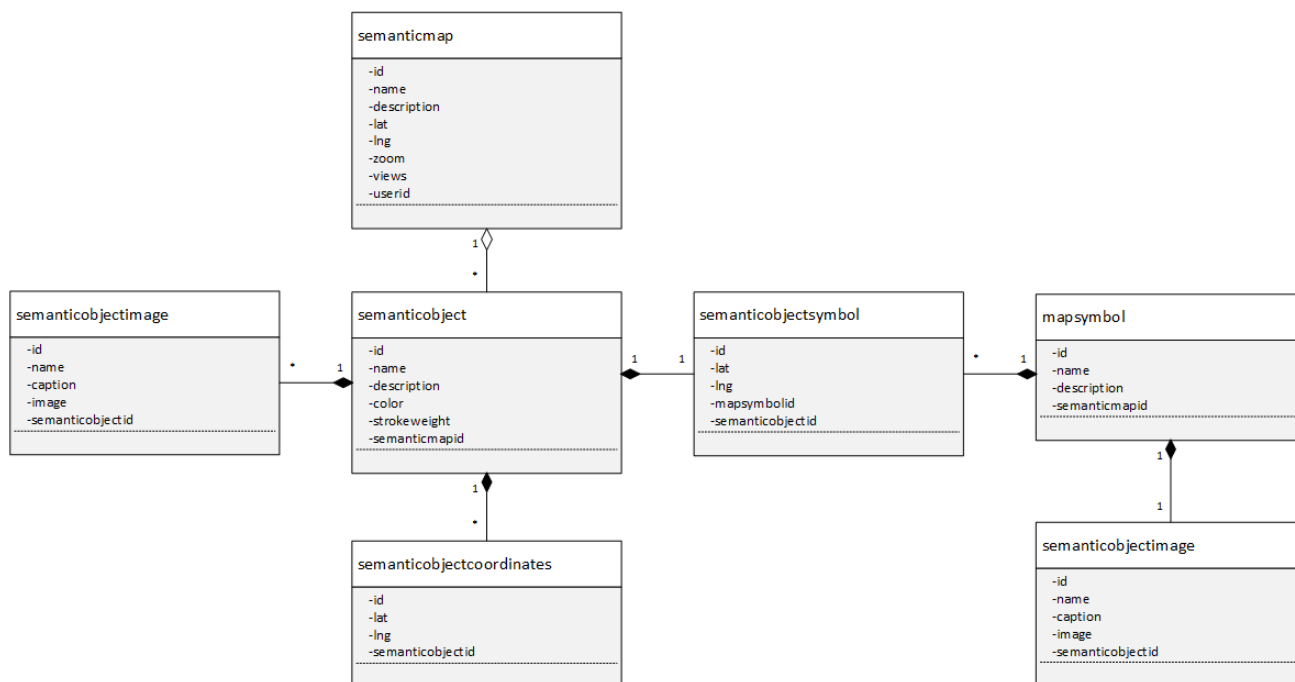 semanticmap
-id
-name
-description
-lat
-lng
-zoom
-views
-userid
1
*
semanticobjectimage
-id
-name
-caption
-image
-semanticobjectid
*
1
semanticobject
-id
-name
-description
-color
-strokeweight
-semanticmapid
1
1
semanticobjectsymbol
-id
-lat
-lng
-mapsymbolid
-semanticobjectid
*
1
mapsymbol
-id
-name
-description
-semanticmapid
1
*
semanticobjectcoordinates
-id
-lat
-lng
-semanticobjectid
1
1
semanticobjectimage
-id
-name
-caption
-image
-semanticobjectid